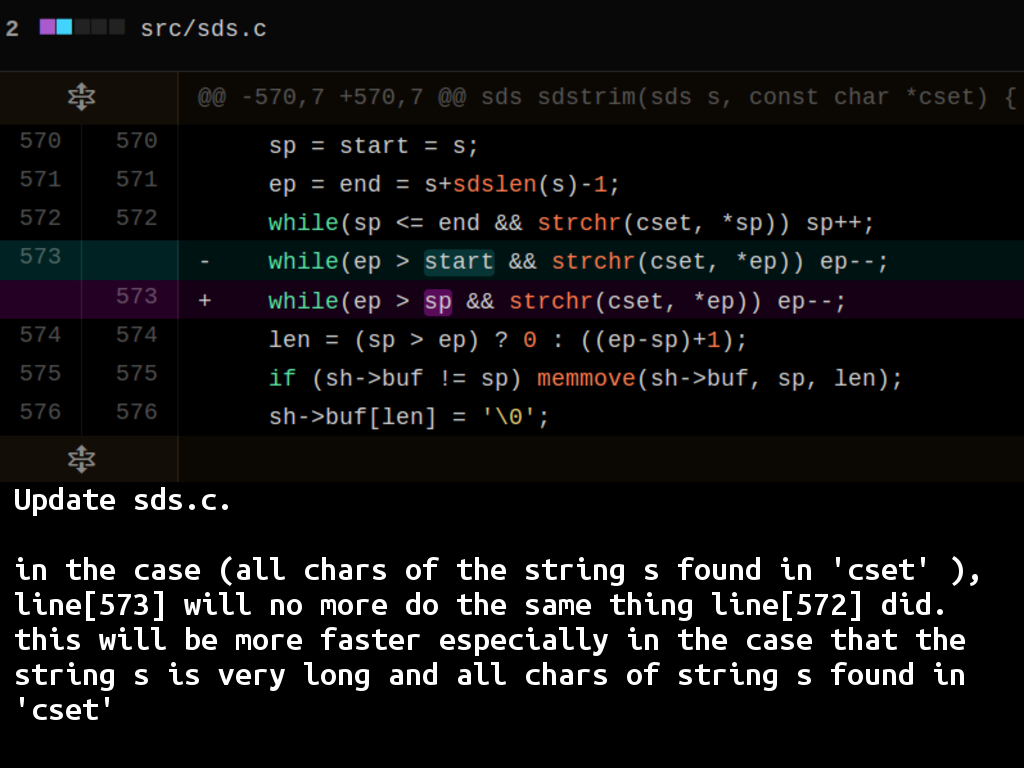 2 src/sds.c
@@ -570,7 +570,7 @@ sds sdstrim(sds s, const char *cset) {
570 570 sp = start = s;
571 571 ep = end = s+sdslen(s)-1;
572 572 while(sp <= end && strchr(cset, *sp)) sp++;
573 - while(ep > start && strchr(cset, *ep)) ep--;
573 + while(ep > sp && strchr(cset, *ep)) ep--;
574 574 len = (sp > ep) ? 0 : ((ep-sp)+1);
575 575 if (sh->buf != sp) memmove(sh->buf, sp, len);
576 576 sh->buf[len] = '\0';
Update sds.c.
in the case (all chars of the string s found in 'cset' ),
line[573] will no more do the same thing line[572] did.
this will be more faster especially in the case that the
string s is very long and all chars of string s found in
'cset'